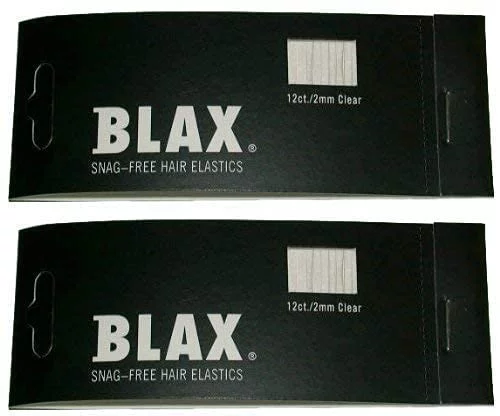 12ct./2mm Clear
BLAX®
SNAG-FREE HAIR ELASTICS
12ct./2mm Clear
BLAX®
SNAG-FREE HAIR ELASTICS